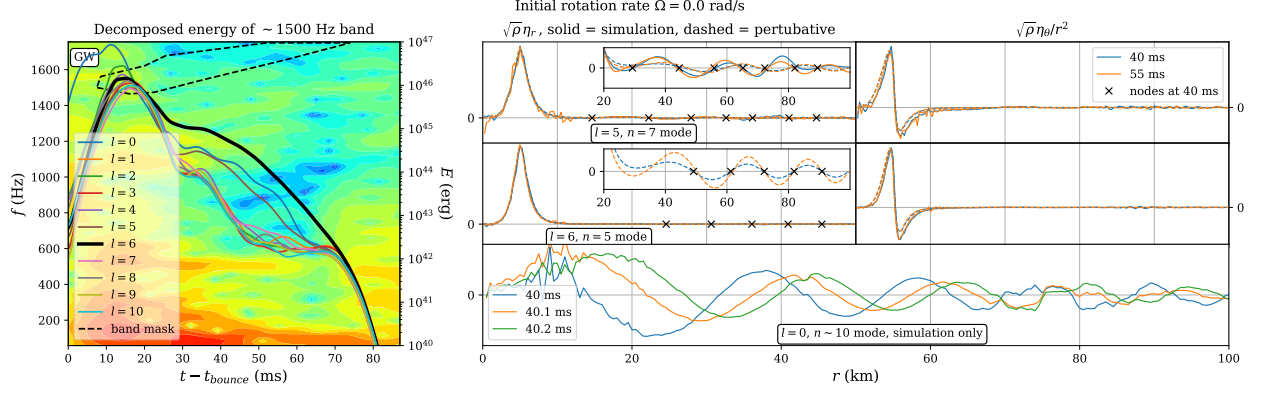 Initial rotation rate Ω = 0.0 rad/s
Decomposed energy of ~ 1500 Hz band
GW
f (Hz)
1600
1400
1200
1000
800
600
400
200
l = 0
l = 1
l = 2
l = 3
l = 4
l = 5
l = 6
l = 7
l = 8
l = 9
l = 10
band mask
0 10 20 30 40 50 60 70 80
t − t_bounce (ms)
10^47
10^46
10^45
10^44
10^43
10^42
10^41
10^40
E (erg)
√ρ η_r , solid = simulation, dashed = pertubative
0
0
20 40 60 80
l = 5, n = 7 mode
0
0
20 40 60 80
l = 6, n = 5 mode
√ρ η_θ/r^2
40 ms
55 ms
nodes at 40 ms
0
0
0
40 ms
40.1 ms
40.2 ms
l = 0, n ~ 10 mode, simulation only
0 20 40 60 80 100
r (km)